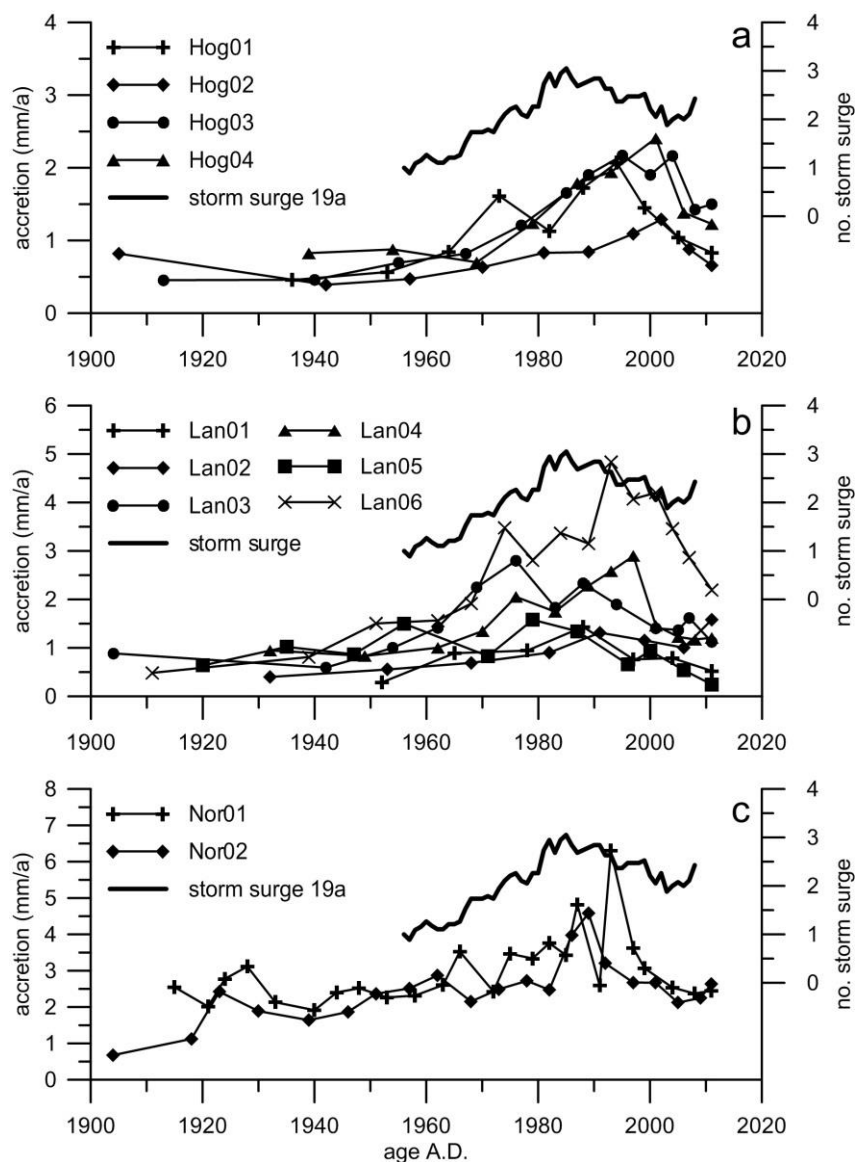 a
4
3
2
1
0
accretion (mm/a)
Hog01
Hog02
Hog03
Hog04
storm surge 19a
4
3
2
1
0
no. storm surge
1900 1920 1940 1960 1980 2000 2020
b
6
5
4
3
2
1
0
accretion (mm/a)
Lan01 Lan04
Lan02 Lan05
Lan03 Lan06
storm surge
4
3
2
1
0
no. storm surge
1900 1920 1940 1960 1980 2000 2020
c
8
7
6
5
4
3
2
1
0
accretion (mm/a)
Nor01
Nor02
storm surge 19a
4
3
2
1
0
no. storm surge
1900 1920 1940 1960 1980 2000 2020
age A.D.